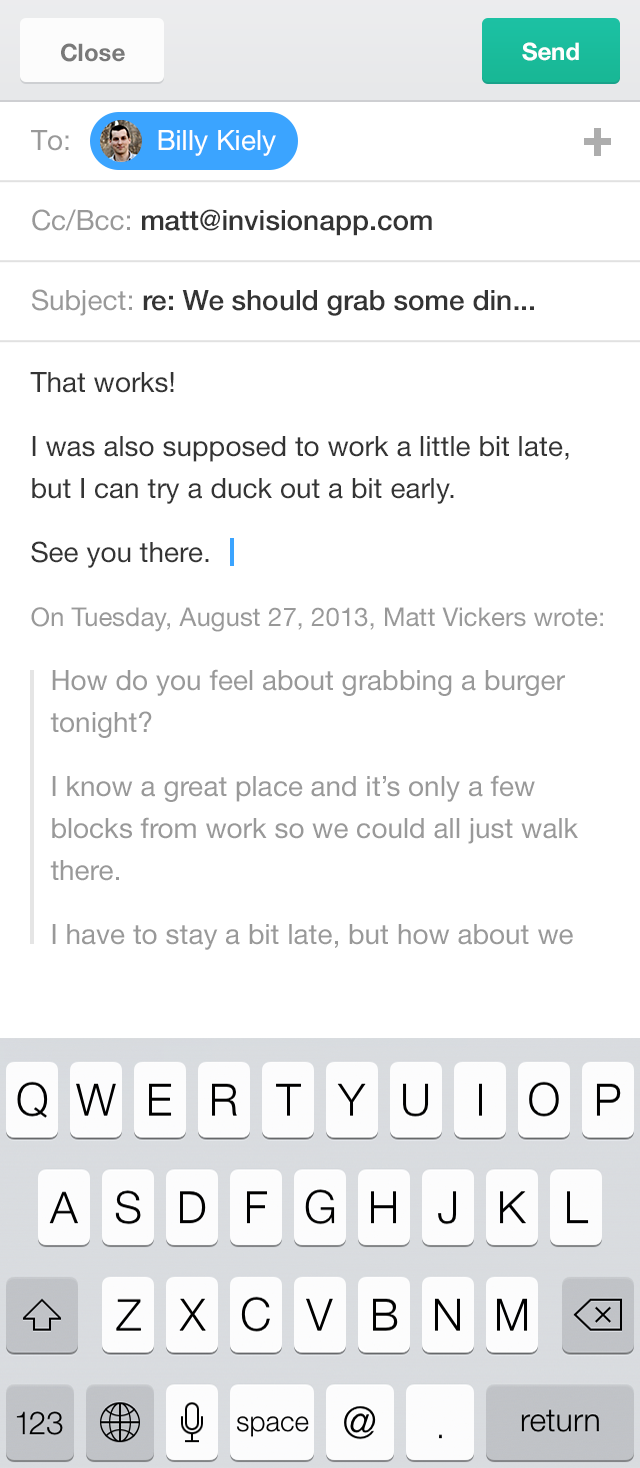 Close Send
To: Billy Kiely
Cc/Bcc: matt@invisionapp.com
Subject: re: We should grab some din...
That works!
I was also supposed to work a little bit late,
but I can try a duck out a bit early.
See you there.
On Tuesday, August 27, 2013, Matt Vickers wrote:
How do you feel about grabbing a burger
tonight?
I know a great place and it’s only a few
blocks from work so we could all just walk
there.
I have to stay a bit late, but how about we
Q W E R T Y U I O P
A S D F G H J K L
Z X C V B N M
123 space @ . return